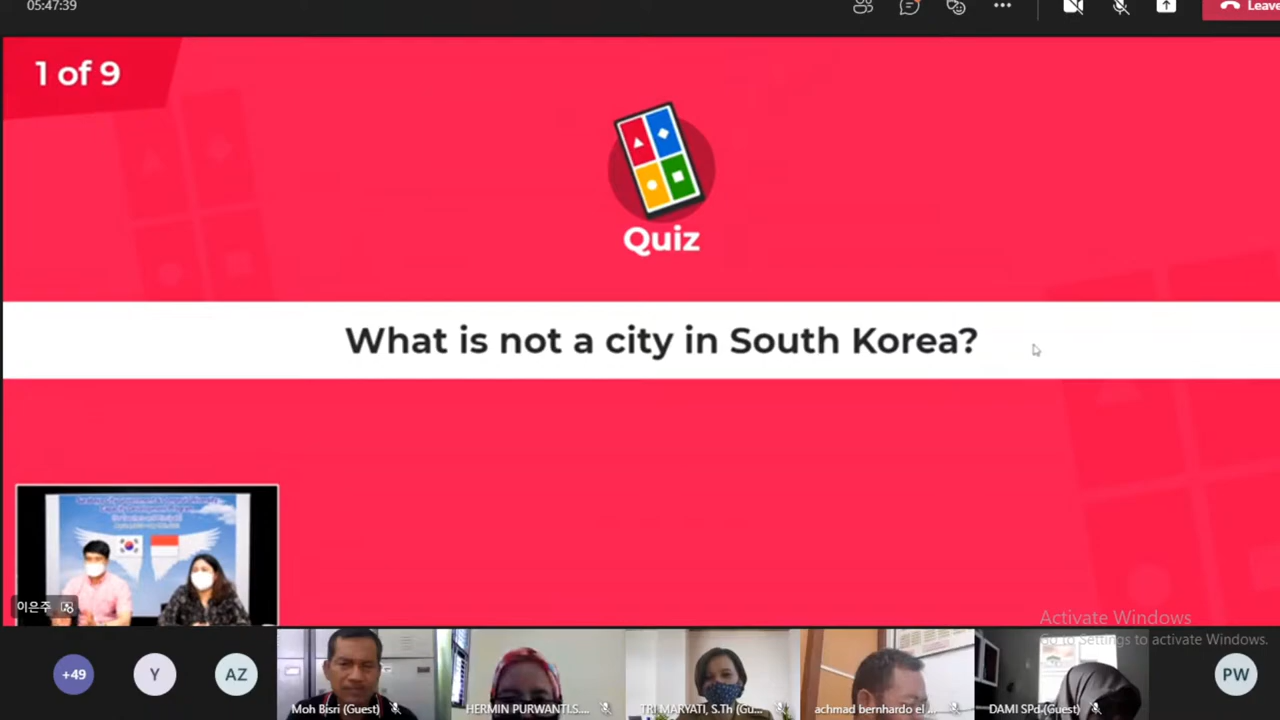 05:47:39
Leave
1 of 9
Quiz
What is not a city in South Korea?
이은주
Activate Windows
Go to Settings to activate Windows.
+49
Y
AZ
Moh Bisri (Guest)
HERMIN PURWANTI,S....
TRI MARYATI, S.Th (Gu...
achmad bernhardo el ...
DAMI SPd (Guest)
PW